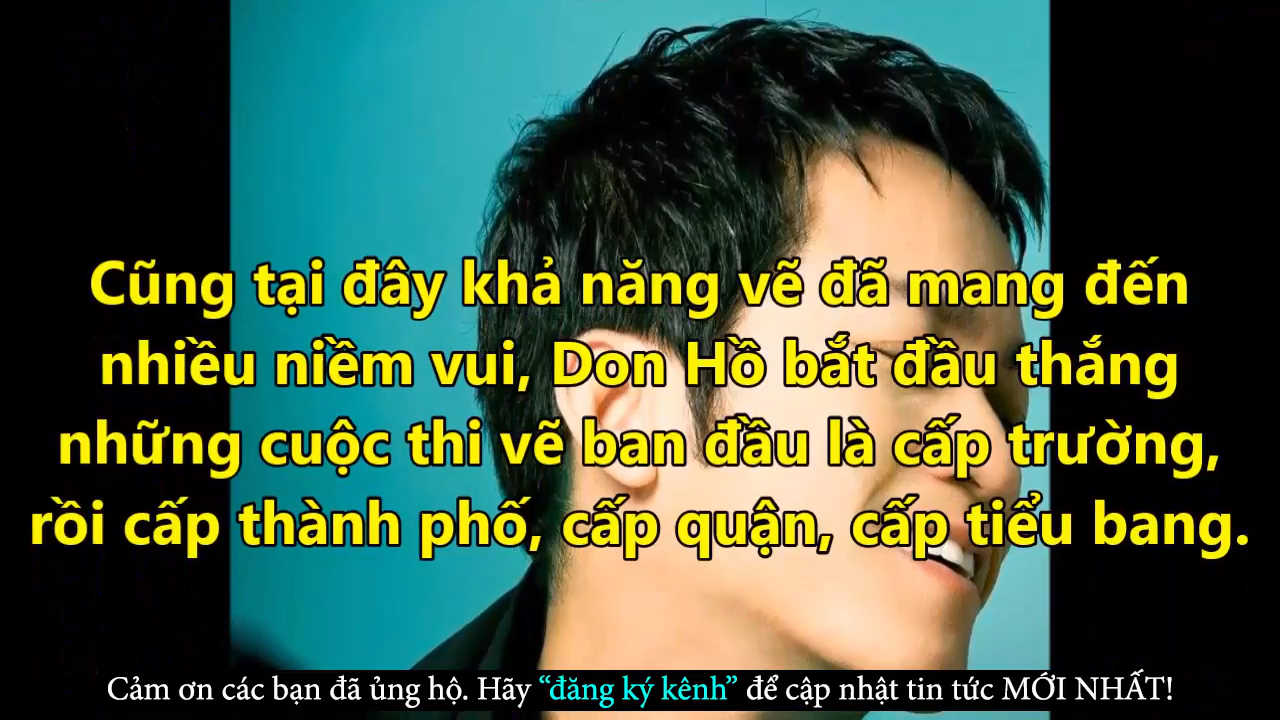 Cũng tại đây khả năng vẽ đã mang đến
nhiều niềm vui, Don Hồ bắt đầu thắng
những cuộc thi vẽ ban đầu là cấp trường,
rồi cấp thành phố, cấp quận, cấp tiểu bang.
Cảm ơn các bạn đã ủng hộ. Hãy “đăng ký kênh” để cập nhật tin tức MỚI NHẤT!